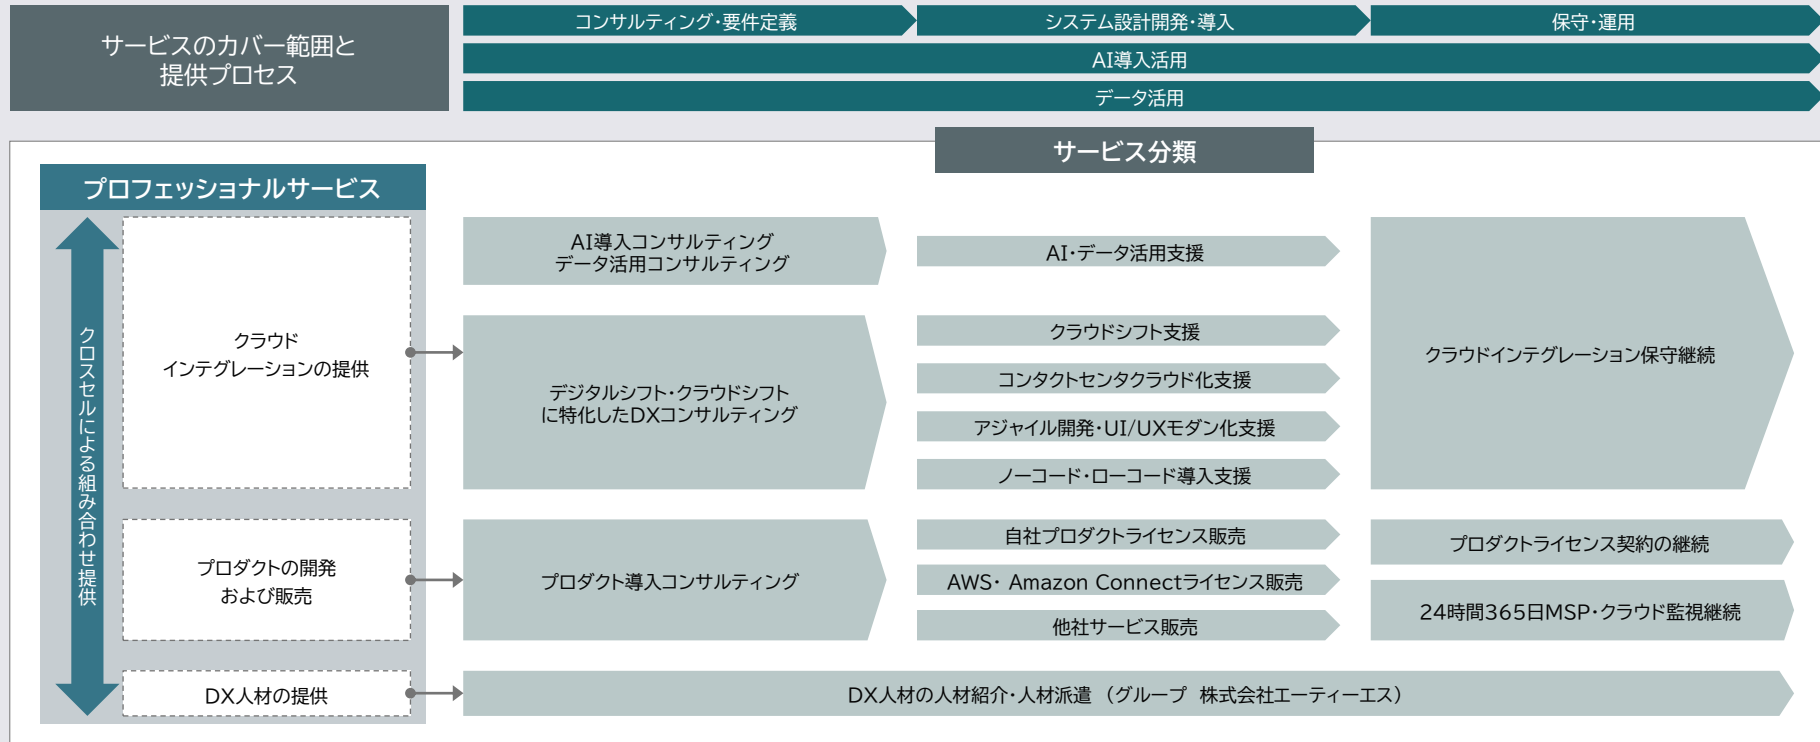 サービスのカバー範囲と
提供プロセス
コンサルティング・要件定義
システム設計開発・導入
保守・運用
AI導入活用
データ活用
サービス分類
プロフェッショナルサービス
クロスセルによる組み合わせ提供
クラウド
インテグレーションの提供
AI導入コンサルティング
データ活用コンサルティング
AI・データ活用支援
デジタルシフト・クラウドシフト
に特化したDXコンサルティング
クラウドシフト支援
コンタクトセンタクラウド化支援
アジャイル開発・UI/UXモダン化支援
ノーコード・ローコード導入支援
クラウドインテグレーション保守継続
プロダクトの開発
および販売
プロダクト導入コンサルティング
自社プロダクトライセンス販売
AWS・ Amazon Connectライセンス販売
他社サービス販売
プロダクトライセンス契約の継続
24時間365日MSP・クラウド監視継続
DX人材の提供
DX人材の人材紹介・人材派遣 （グループ 株式会社エーティーエス）